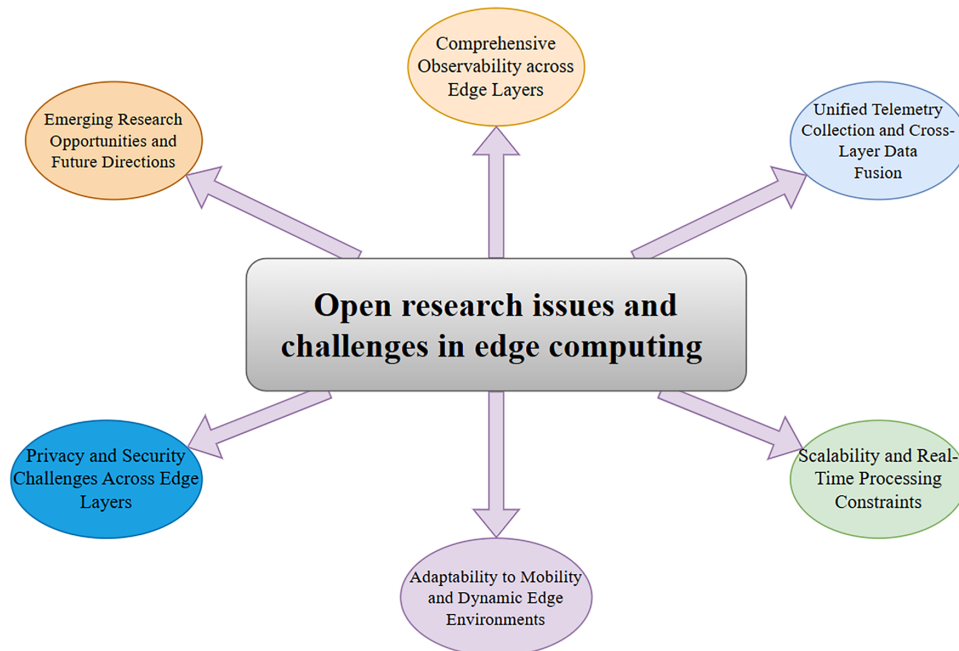 Comprehensive
Observability across
Edge Layers
Emerging Research
Opportunities and
Future Directions
Unified Telemetry
Collection and Cross-
Layer Data
Fusion
Open research issues and
challenges in edge computing
Privacy and Security
Challenges Across Edge
Layers
Scalability and Real-
Time Processing
Constraints
Adaptability to Mobility
and Dynamic Edge
Environments